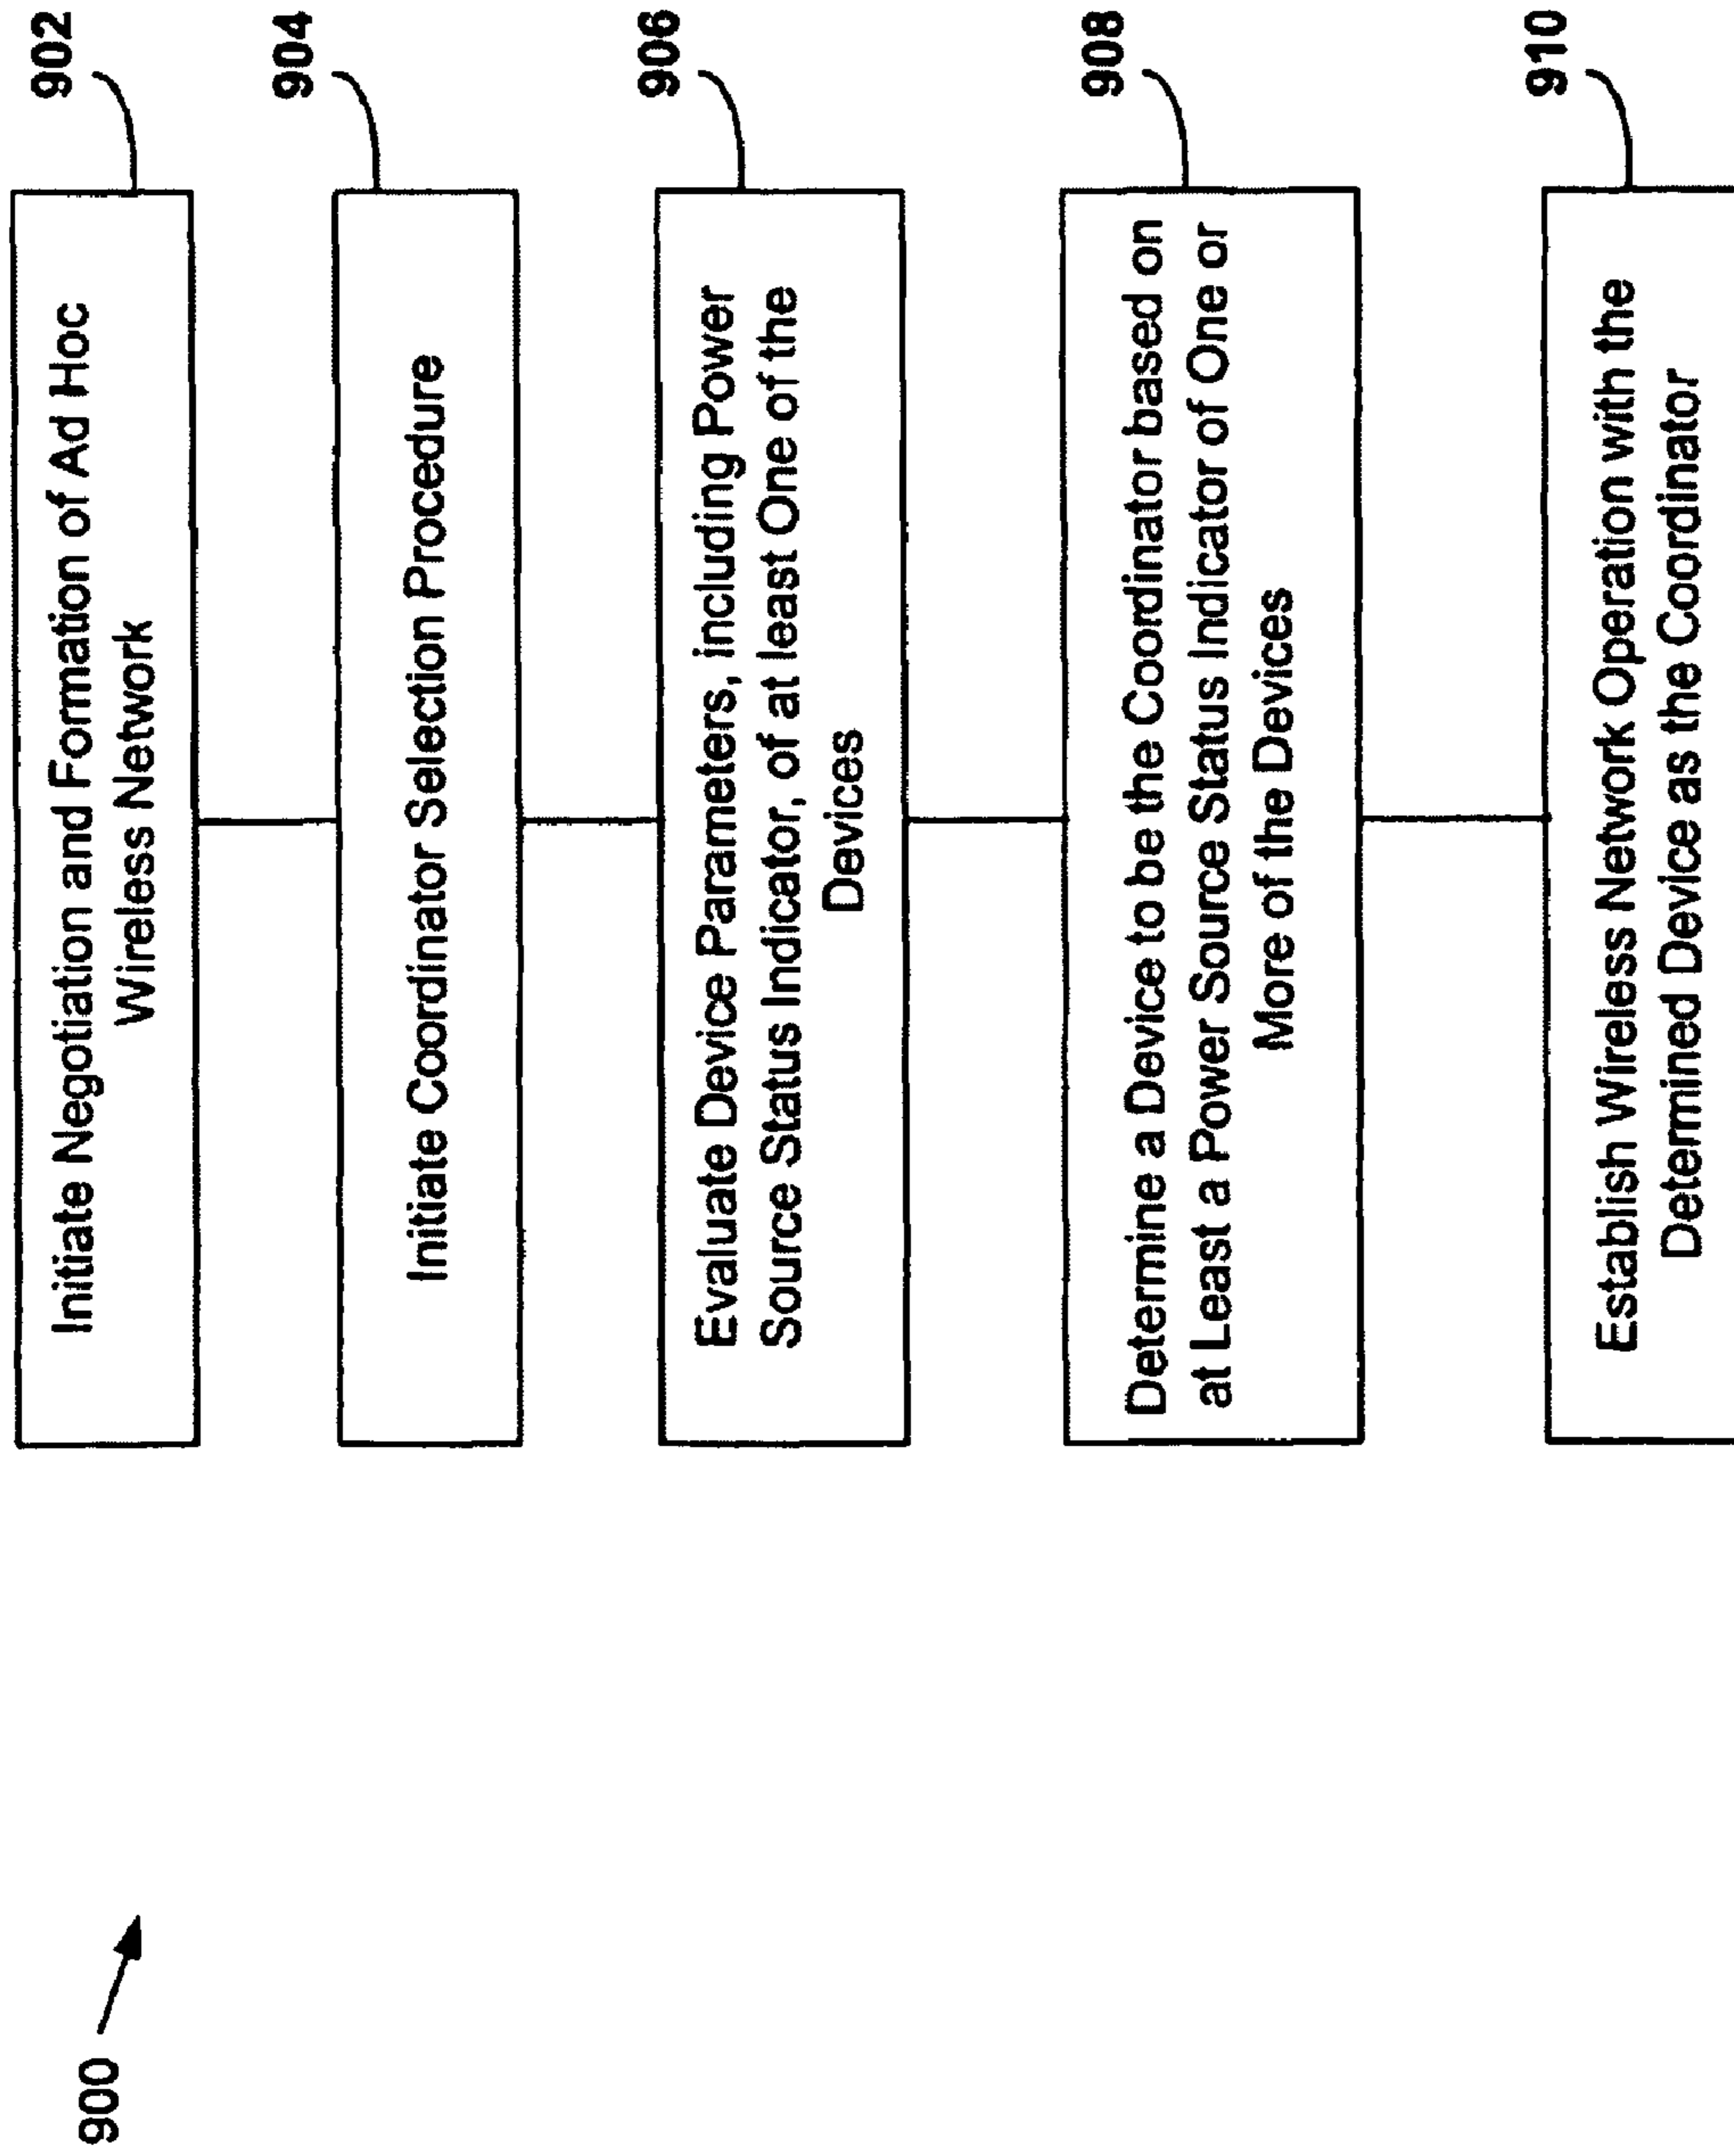 900
902
Initiate Negotiation and Formation of Ad Hoc
Wireless Network
904
Initiate Coordinator Selection Procedure
906
Evaluate Device Parameters, including Power
Source Status Indicator, of at least One of the
Devices
908
Determine a Device to be the Coordinator based on
at Least a Power Source Status Indicator of One or
More of the Devices
910
Establish Wireless Network Operation with the
Determined Device as the Coordinator